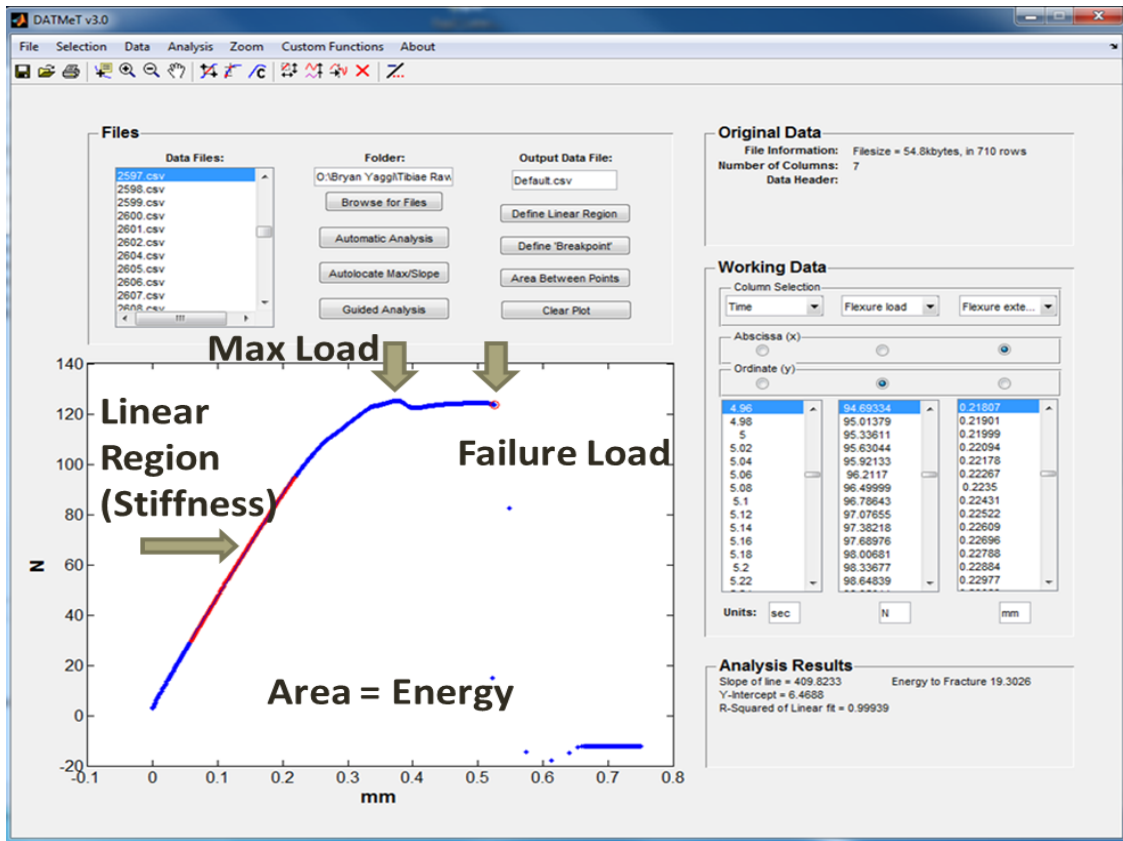 DATMeT v3.0
File Selection Data Analysis Zoom Custom Functions About
Files
Data Files:
2597.csv
2598.csv
2599.csv
2600.csv
2601.csv
2602.csv
2604.csv
2605.csv
2606.csv
2607.csv
2608.csv
Folder:
O:\Bryan Yaggi\Tibiae Raw
Browse for Files
Automatic Analysis
Autolocate Max/Slope
Guided Analysis
Output Data File:
Default.csv
Define Linear Region
Define 'Breakpoint'
Area Between Points
Clear Plot
Original Data
File Information: Filesize = 54.8kbytes, in 710 rows
Number of Columns: 7
Data Header:
Working Data
Column Selection
Time Flexure load Flexure exte...
Abscissa (x)
Ordinate (y)
4.96 94.69334 0.21807
4.98 95.01379 0.21901
5 95.33611 0.21999
5.02 95.63044 0.22094
5.04 95.92133 0.22178
5.06 96.2117 0.22267
5.08 96.49999 0.2235
5.1 96.78643 0.22431
5.12 97.07655 0.22522
5.14 97.38218 0.22609
5.16 97.68976 0.22696
5.18 98.00681 0.22788
5.2 98.33677 0.22884
5.22 98.64839 0.22977
Units: sec N mm
Analysis Results
Slope of line = 409.8233 Energy to Fracture 19.3026
Y-Intercept = 6.4688
R-Squared of Linear fit = 0.99939
Max Load
Linear
Region
(Stiffness)
Failure Load
Area = Energy
140
120
100
80
60
40
20
0
-20
N
-0.1 0 0.1 0.2 0.3 0.4 0.5 0.6 0.7 0.8
mm